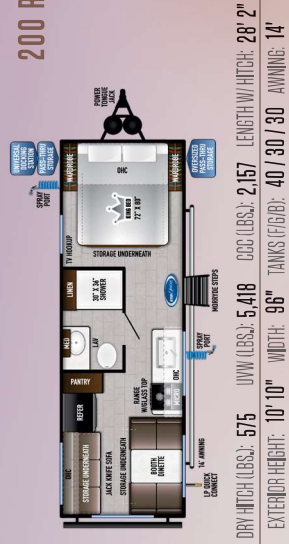 200 R
UNIVERSAL DOCKING STATION
PASS-THRU STORAGE
SPRAY PORT
POWER TONGUE JACK
OVERSIZED PASS-THRU STORAGE
WARDROBE
OHC
WARDROBE
KING BED
72" X 80"
TV HOOKUP
STORAGE UNDERNEATH
LINEN
30" X 36" SHOWER
MED
LAV
PANTRY
REFER
OHC
STORAGE UNDERNEATH
JACK KNIFE SOFA
STORAGE UNDERNEATH
BOOTH DINETTE
RANGE W/GLASS TOP
MICRO
OHC
MORRYDE STEPS
SPRAY PORT
14' AWNING
LP QUICK CONNECT
DRY HITCH (LBS.): 575 UVW (LBS.): 5,418 CCC (LBS.): 2,157 LENGTH W/ HITCH: 28' 2"
EXTERIOR HEIGHT: 10' 10" WIDTH: 96" TANKS (F/G/B): 40 / 30 / 30 AWNING: 14'